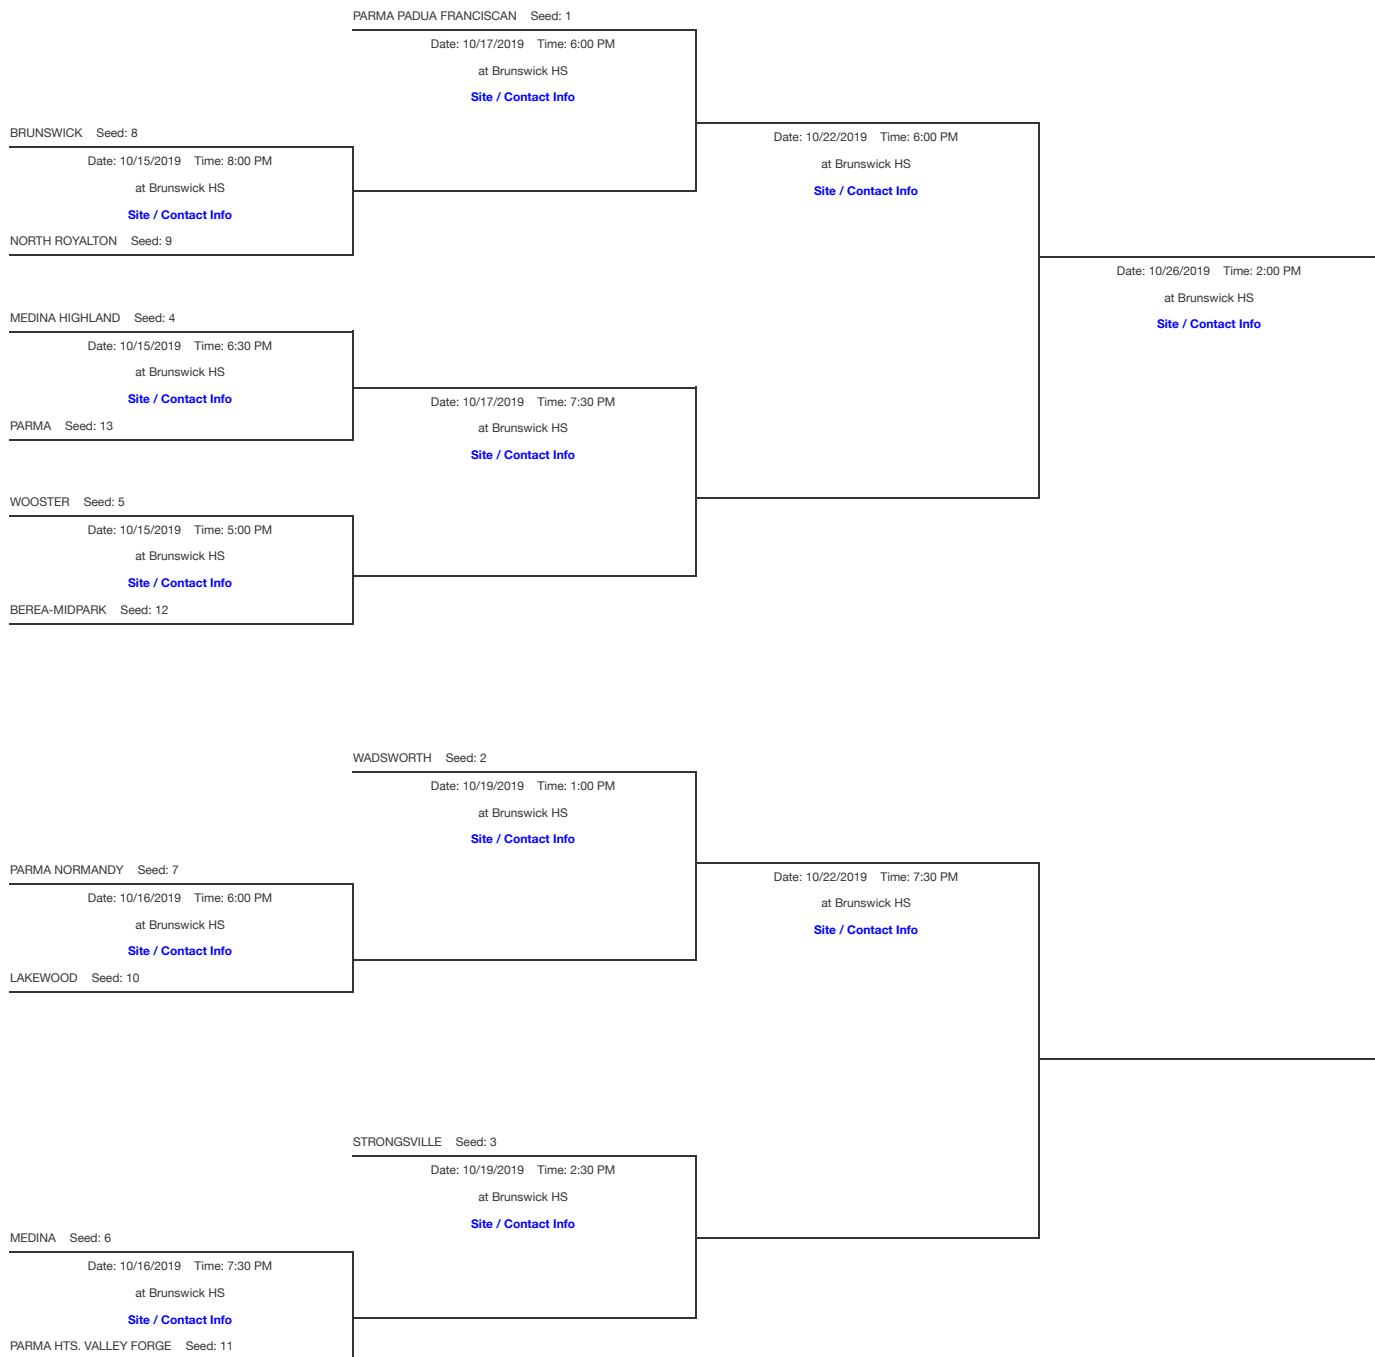 PARMA PADUA FRANCISCAN Seed: 1
Date: 10/17/2019 Time: 6:00 PM
at Brunswick HS
Site / Contact Info
BRUNSWICK Seed: 8
Date: 10/15/2019 Time: 8:00 PM
at Brunswick HS
Site / Contact Info
NORTH ROYALTON Seed: 9
Date: 10/22/2019 Time: 6:00 PM
at Brunswick HS
Site / Contact Info
Date: 10/26/2019 Time: 2:00 PM
at Brunswick HS
Site / Contact Info
MEDINA HIGHLAND Seed: 4
Date: 10/15/2019 Time: 6:30 PM
at Brunswick HS
Site / Contact Info
PARMA Seed: 13
Date: 10/17/2019 Time: 7:30 PM
at Brunswick HS
Site / Contact Info
WOOSTER Seed: 5
Date: 10/15/2019 Time: 5:00 PM
at Brunswick HS
Site / Contact Info
BEREA-MIDPARK Seed: 12
WADSWORTH Seed: 2
Date: 10/19/2019 Time: 1:00 PM
at Brunswick HS
Site / Contact Info
PARMA NORMANDY Seed: 7
Date: 10/16/2019 Time: 6:00 PM
at Brunswick HS
Site / Contact Info
LAKEWOOD Seed: 10
Date: 10/22/2019 Time: 7:30 PM
at Brunswick HS
Site / Contact Info
STRONGSVILLE Seed: 3
Date: 10/19/2019 Time: 2:30 PM
at Brunswick HS
Site / Contact Info
MEDINA Seed: 6
Date: 10/16/2019 Time: 7:30 PM
at Brunswick HS
Site / Contact Info
PARMA HTS. VALLEY FORGE Seed: 11